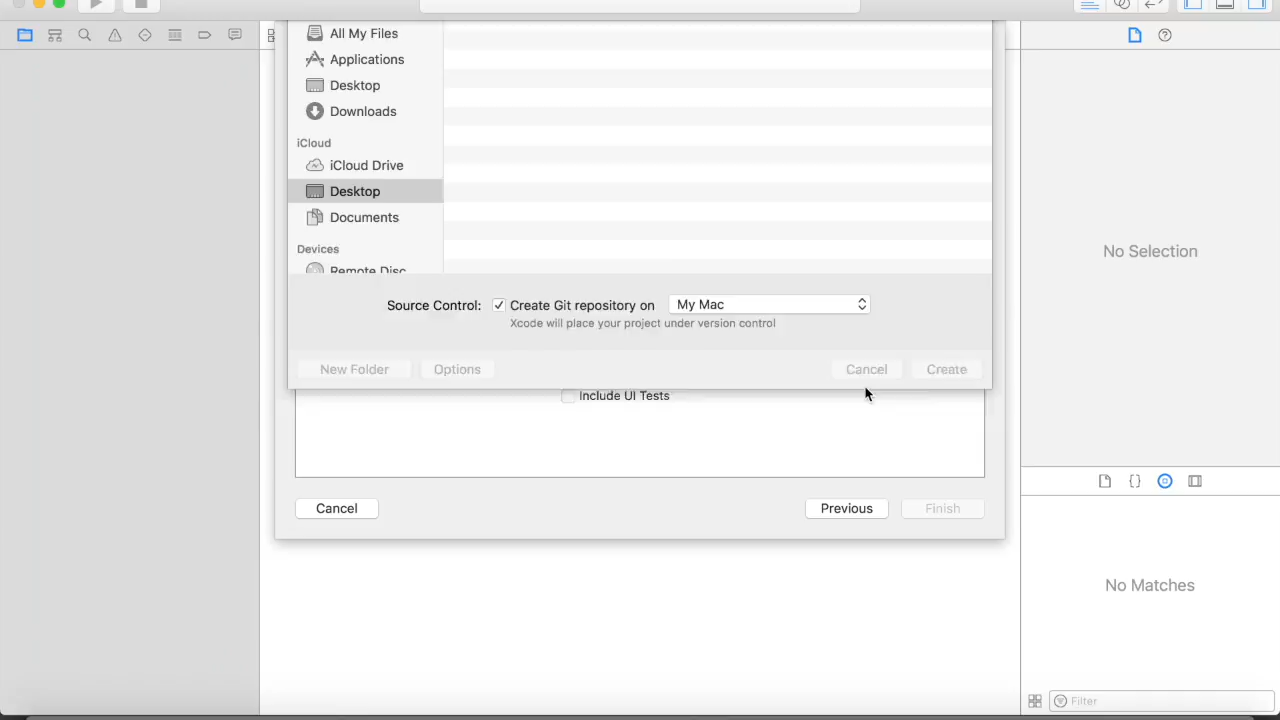 All My Files
Applications
Desktop
Downloads
iCloud
iCloud Drive
Desktop
Documents
Devices
Remote Disc
Source Control: Create Git repository on My Mac
Xcode will place your project under version control
New Folder Options Cancel Create
Include UI Tests
Cancel Previous Finish
No Selection
No Matches
Filter